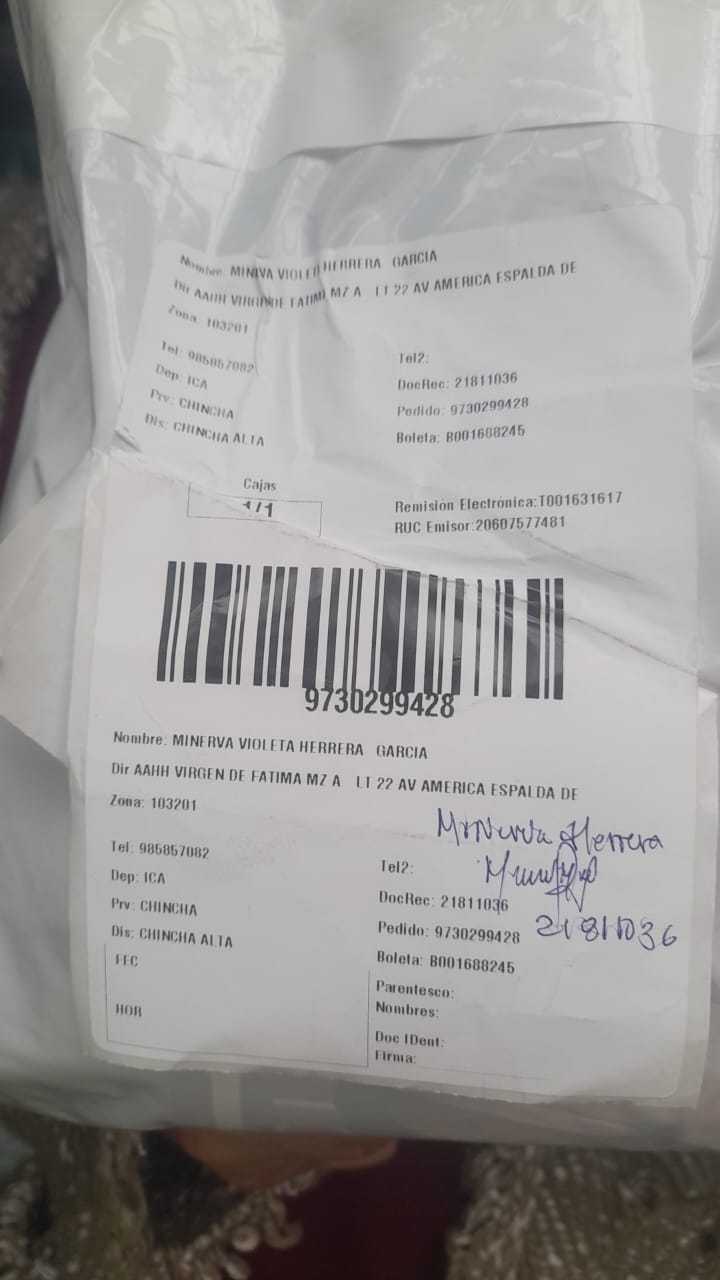 Nombre: MINERVA VIOLETA HERRERA GARCIA
Dir AAHH VIRGEN DE FATIMA MZ A LT 22 AV AMERICA ESPALDA DE
Zona: 103201
Tel: 985857082
Tel2:
Dep: ICA
DocRec: 21811036
Prv: CHINCHA
Pedido: 9730299428
Dis: CHINCHA ALTA
Boleta: B001688245
Cajas
1/1
Remision Electronica:T001631617
RUC Emisor:20607577481
9730299428
Nombre: MINERVA VIOLETA HERRERA GARCIA
Dir AAHH VIRGEN DE FATIMA MZ A LT 22 AV AMERICA ESPALDA DE
Zona: 103201
Minerva Herrera
Tel: 985857082
Tel2:
Dep: ICA
DocRec: 21811036
Prv: CHINCHA
Pedido: 9730299428
21811036
Dis: CHINCHA ALTA
Boleta: B001688245
FEC
Parentesco:
HOR
Nombres:
Doc IDent:
Firma: